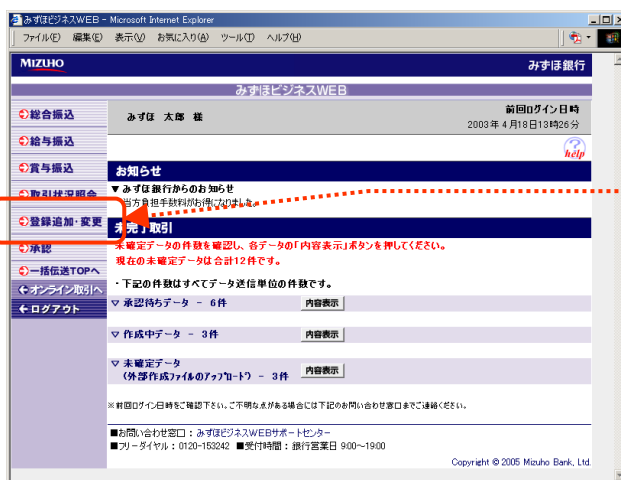 みずほビジネスWEB - Microsoft Internet Explorer
ファイル(F) 編集(E) 表示(V) お気に入り(A) ツール(T) ヘルプ(H)
MIZUHO みずほ銀行
みずほビジネスWEB
総合振込
給与振込
賞与振込
取引状況照会
登録追加・変更
承認
一括伝送TOPへ
オンライン取引へ
ログアウト
みずほ 太郎 様
前回ログイン日時
2003年4月18日13時26分
help
お知らせ
▼みずほ銀行からのお知らせ
当方負担手数料がお得になりました。
未完了取引
未確定データの件数を確認し、各データの「内容表示」ボタンを押してください。
現在の未確定データは合計12件です。
・下記の件数はすべてデータ送信単位の件数です。
▽ 承認待ちデータ - 6件 内容表示
▽ 作成中データ - 3件 内容表示
▽ 未確定データ
(外部作成ファイルのアップロード) - 3件 内容表示
※前回ログイン日時をご確認下さい。ご不明な点がある場合には下記のお問い合わせ窓口までご連絡ください。
■お問い合わせ窓口：みずほビジネスWEBサポートセンター
■フリーダイヤル：0120-153242 ■受付時間：銀行営業日 9:00～19:00
Copyright © 2005 Mizuho Bank, Ltd.